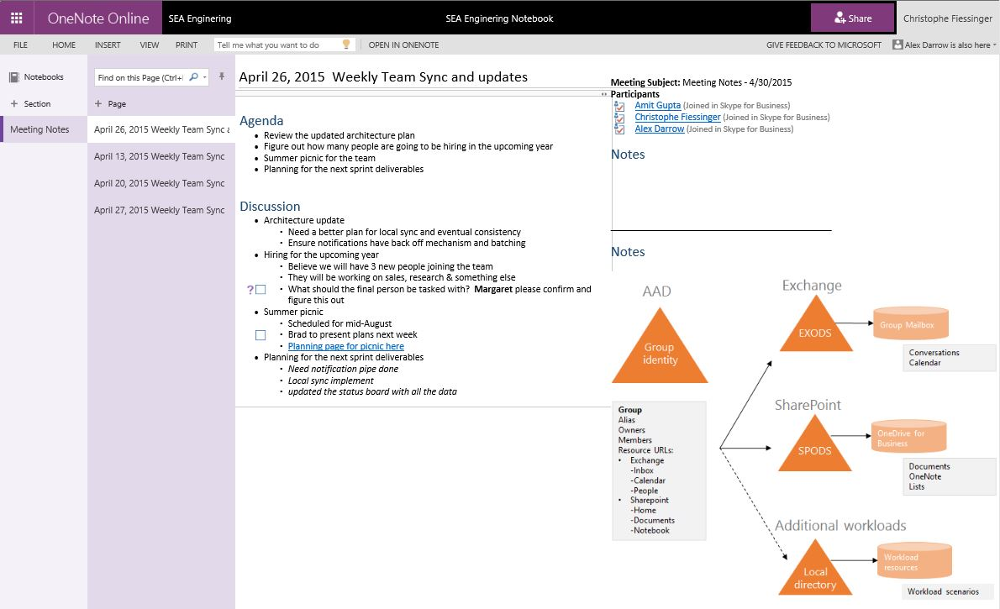 OneNote Online
SEA Enginering
SEA Enginering Notebook
Share
Christophe Fiessinger
FILE
HOME
INSERT
VIEW
PRINT
Tell me what you want to do
OPEN IN ONENOTE
GIVE FEEDBACK TO MICROSOFT
Alex Darrow is also here
Notebooks
+ Section
Meeting Notes
Find on this Page (Ctrl+
+ Page
April 26, 2015 Weekly Team Sync a
April 13, 2015 Weekly Team Sync
April 20, 2015 Weekly Team Sync
April 27, 2015 Weekly Team Sync
April 26, 2015 Weekly Team Sync and updates
Agenda
• Review the updated architecture plan
• Figure out how many people are going to be hiring in the upcoming year
• Summer picnic for the team
• Planning for the next sprint deliverables
Discussion
• Architecture update
• Need a better plan for local sync and eventual consistency
• Ensure notifications have back off mechanism and batching
• Hiring for the upcoming year
• Believe we will have 3 new people joining the team
• They will be working on sales, research & something else
? • What should the final person be tasked with? Margaret please confirm and
figure this out
• Summer picnic
• Scheduled for mid-August
• Brad to present plans next week
• Planning page for picnic here
• Planning for the next sprint deliverables
• Need notification pipe done
• Local sync implement
• updated the status board with all the data
Meeting Subject: Meeting Notes - 4/30/2015
Participants
Amit Gupta (Joined in Skype for Business)
Christophe Fiessinger (Joined in Skype for Business)
Alex Darrow (Joined in Skype for Business)
Notes
Notes
AAD
Group
identity
Group
Alias
Owners
Members
Resource URLs:
• Exchange
-Inbox
-Calendar
-People
• Sharepoint
-Home
-Documents
-Notebook
Exchange
EXODS
Group Mailbox
Conversations
Calendar
SharePoint
SPODS
OneDrive for
Business
Documents
OneNote
Lists
Additional workloads
Local
directory
Workload
resources
Workload scenarios